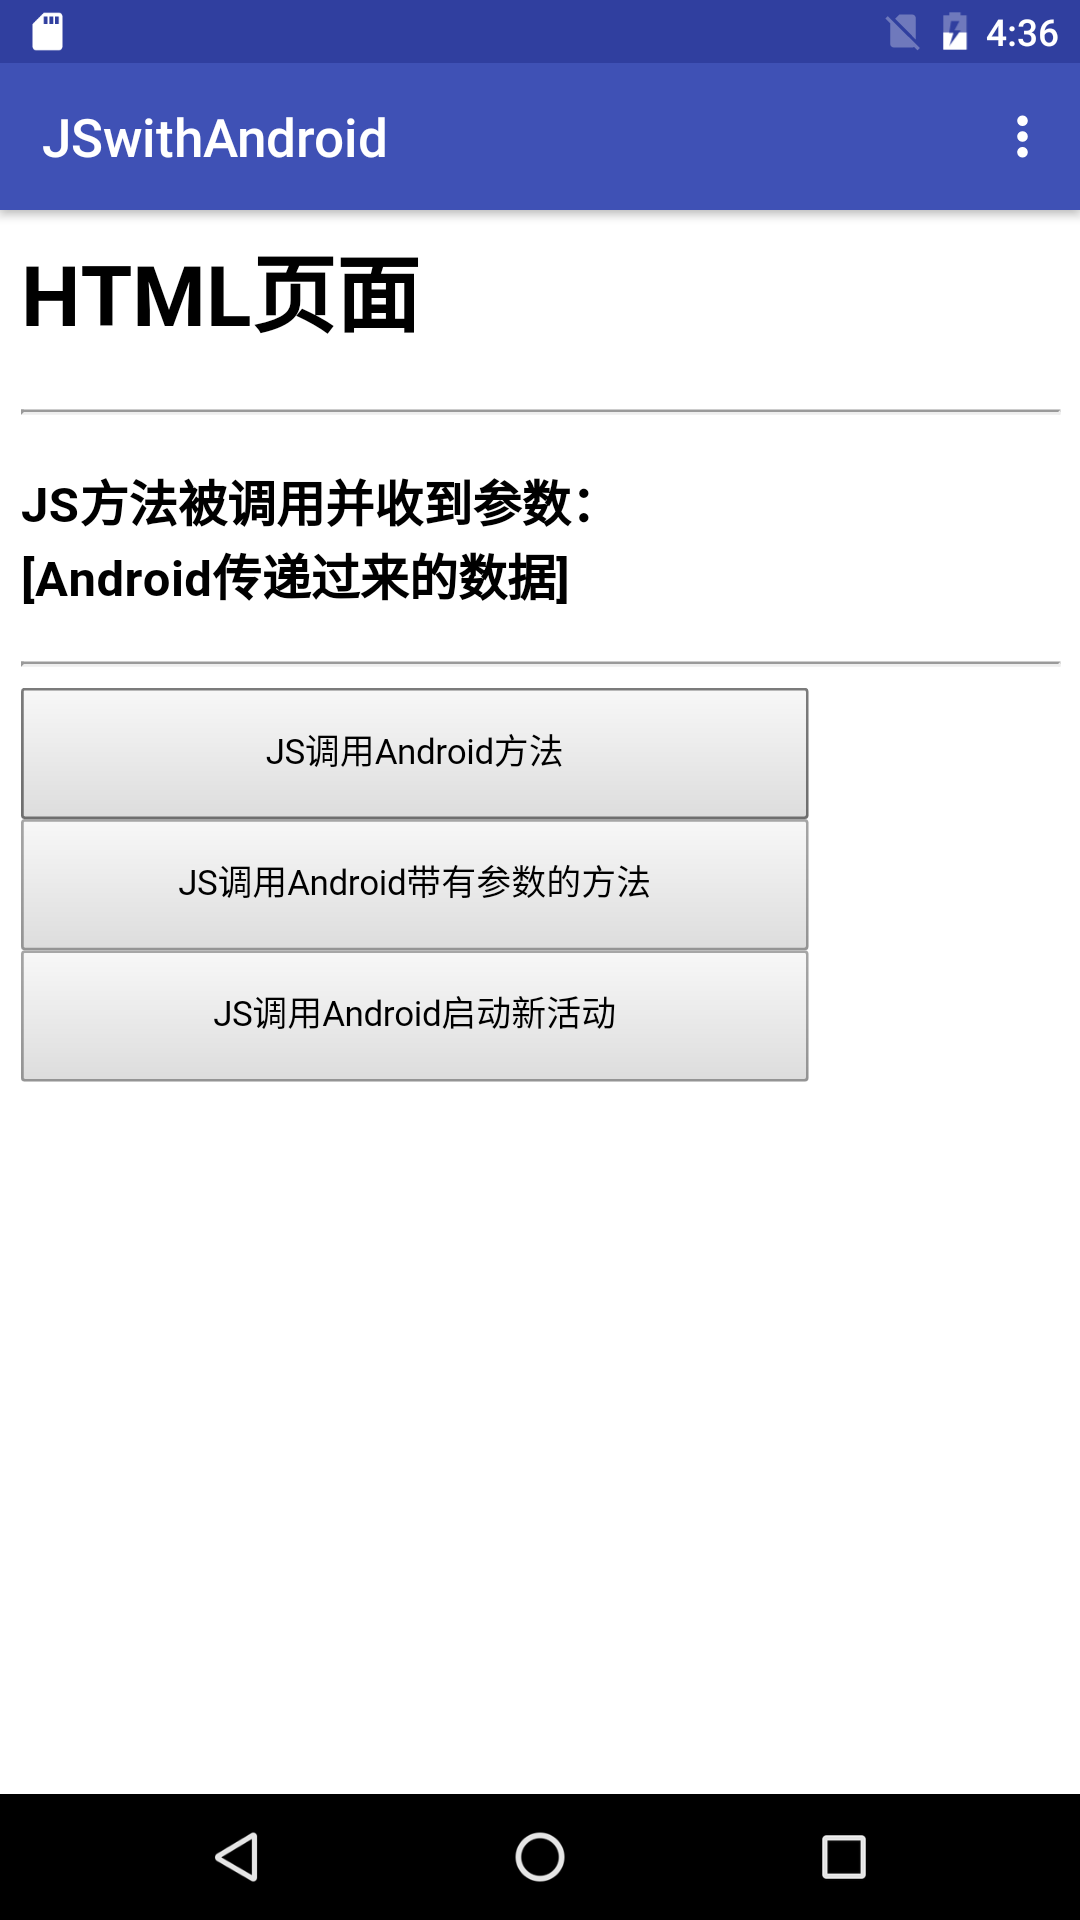 4:36
JSwithAndroid
HTML页面
JS方法被调用并收到参数：
[Android传递过来的数据]
JS调用Android方法
JS调用Android带有参数的方法
JS调用Android启动新活动